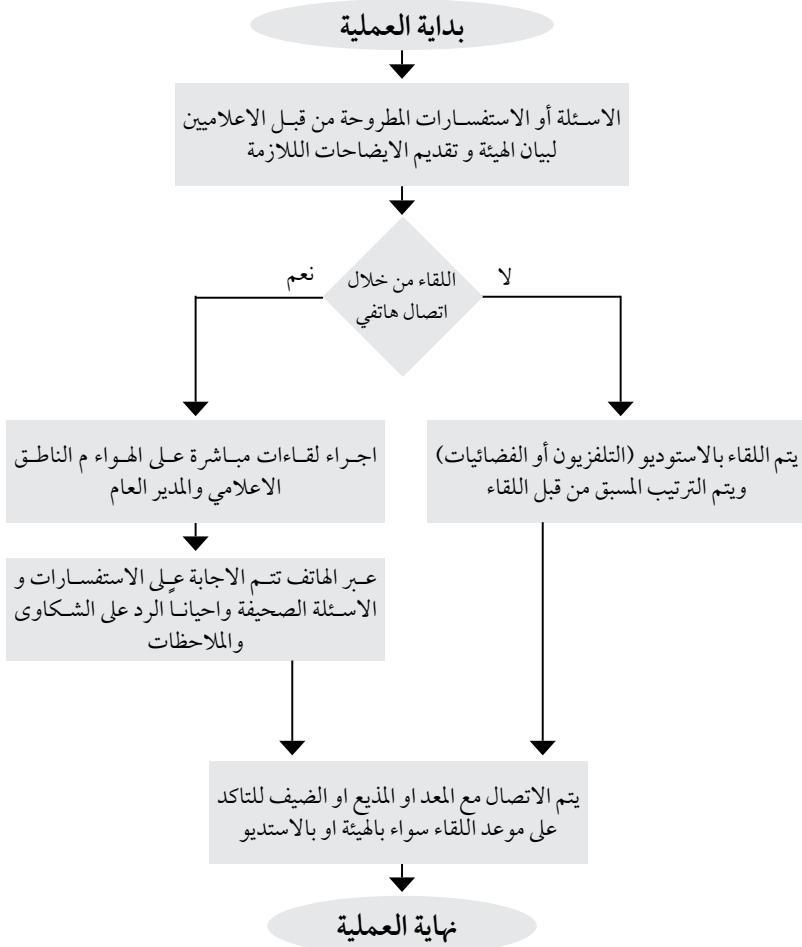 بداية العملية
الاسئلة أو الاستفسارات المطروحة من قبل الاعلاميين
لبيان الهيئة و تقديم الايضاحات الللازمة
اللقاء من خلال
اتصال هاتفي
لا
نعم
يتم اللقاء بالاستوديو (التلفزيون أو الفضائيات)
ويتم الترتيب المسبق من قبل اللقاء
اجراء لقاءات مباشرة على الهواء م الناطق
الاعلامي والمدير العام
عبر الهاتف تتم الاجابة على الاستفسارات و
الاسئلة الصحيفة واحياناً الرد على الشكاوى
والملاحظات
يتم الاتصال مع المعد او المذيع او الضيف للتاكد
على موعد اللقاء سواء بالهيئة او بالاستديو
نهاية العملية